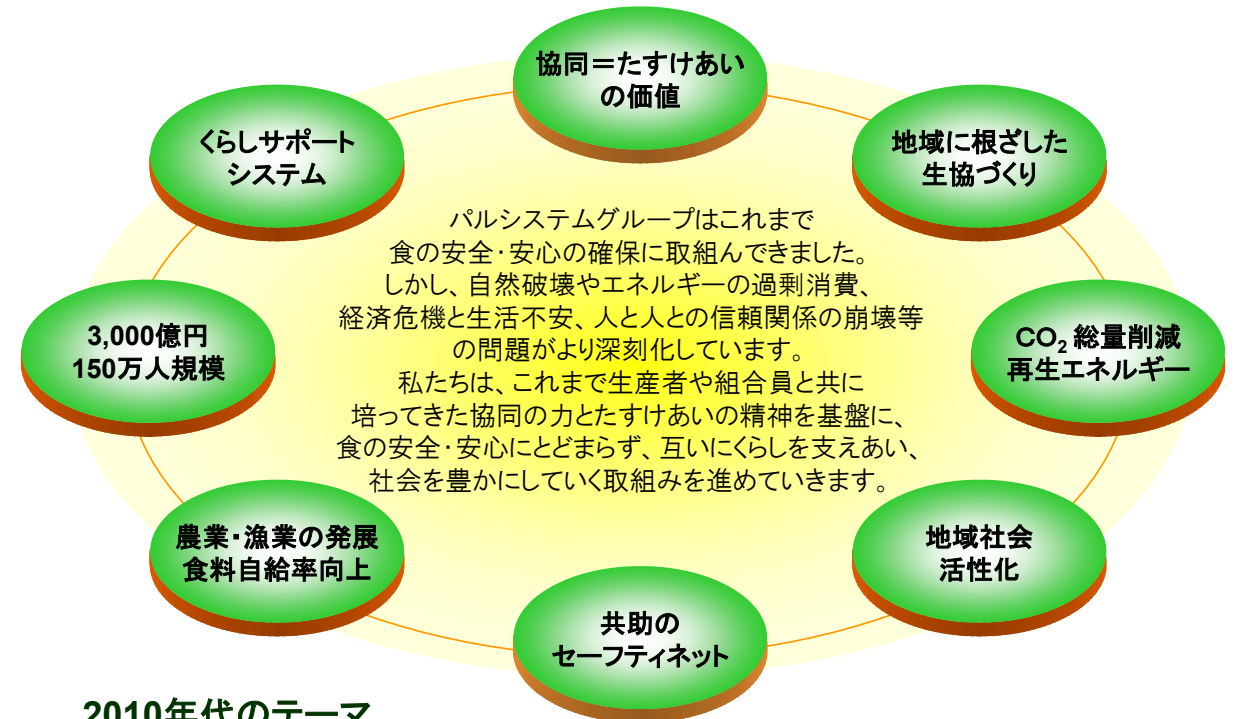 協同＝たすけあい
の価値
くらしサポート
システム
地域に根ざした
生協づくり
パルシステムグループはこれまで
食の安全・安心の確保に取組んできました。
しかし、自然破壊やエネルギーの過剰消費、
経済危機と生活不安、人と人との信頼関係の崩壊等
の問題がより深刻化しています。
私たちは、これまで生産者や組合員と共に
培ってきた協同の力とたすけあいの精神を基盤に、
食の安全・安心にとどまらず、互いにくらしを支えあい、
社会を豊かにしていく取組みを進めていきます。
3,000億円
150万人規模
CO₂ 総量削減
再生エネルギー
農業・漁業の発展
食料自給率向上
地域社会
活性化
共助の
セーフティネット
2010年代のテーマ